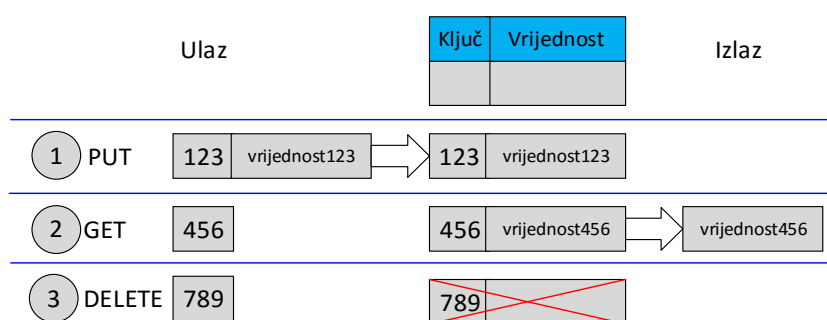 Ulaz Ključ Vrijednost Izlaz
1 PUT 123 vrijednost123 123 vrijednost123
2 GET 456 456 vrijednost456 vrijednost456
3 DELETE 789 789